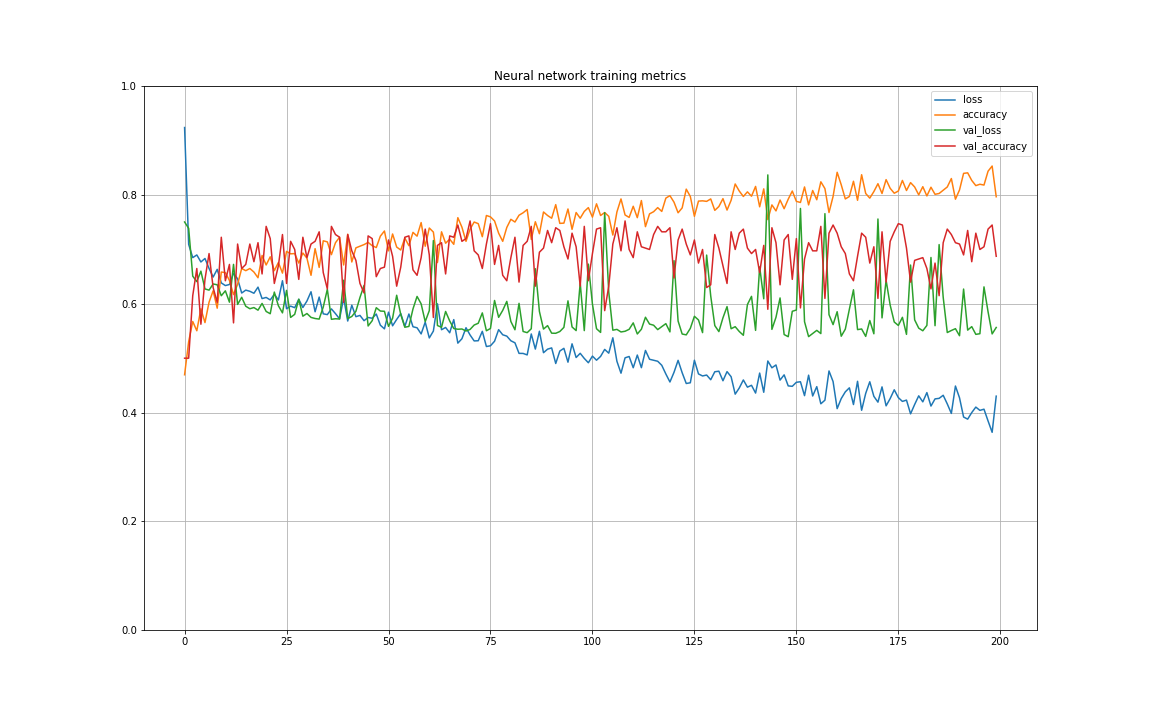 Neural network training metrics
1.0
0.8
0.6
0.4
0.2
0.0
loss
accuracy
val_loss
val_accuracy
0 25 50 75 100 125 150 175 200